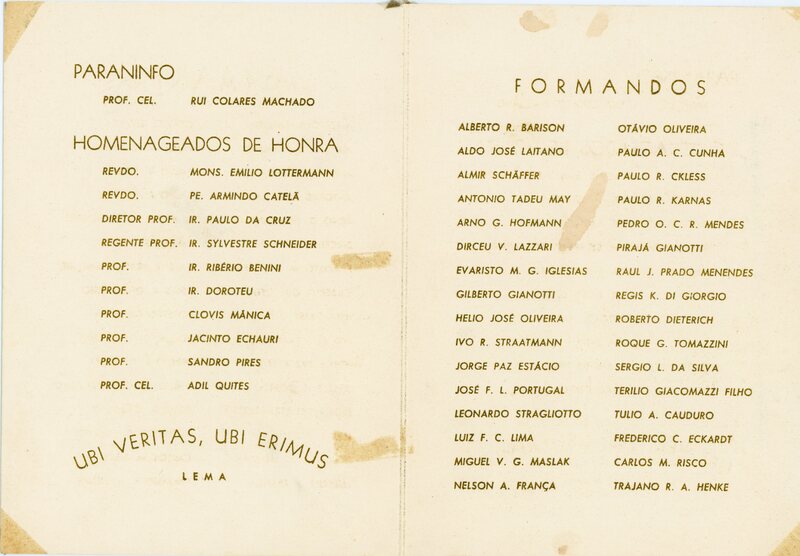 PARANINFO
PROF. CEL. RUI COLARES MACHADO
HOMENAGEADOS DE HONRA
REVDO. MONS. EMILIO LOTTERMANN
REVDO. PE. ARMINDO CATELÃ
DIRETOR PROF. IR. PAULO DA CRUZ
REGENTE PROF. IR. SYLVESTRE SCHNEIDER
PROF. IR. RIBÉRIO BENINI
PROF. IR. DOROTEU
PROF. CLOVIS MÂNICA
PROF. JACINTO ECHAURI
PROF. SANDRO PIRES
PROF. CEL. ADIL QUITES
UBI VERITAS, UBI ERIMUS
LEMA
FORMANDOS
ALBERTO R. BARISON
ALDO JOSÉ LAITANO
ALMIR SCHÄFFER
ANTONIO TADEU MAY
ARNO G. HOFMANN
DIRCEU V. LAZZARI
EVARISTO M. G. IGLESIAS
GILBERTO GIANOTTI
HELIO JOSÉ OLIVEIRA
IVO R. STRAATMANN
JORGE PAZ ESTÁCIO
JOSÉ F. L. PORTUGAL
LEONARDO STRAGLIOTTO
LUIZ F. C. LIMA
MIGUEL V. G. MASLAK
NELSON A. FRANÇA
OTÁVIO OLIVEIRA
PAULO A. C. CUNHA
PAULO R. CKLESS
PAULO R. KARNAS
PEDRO O. C. R. MENDES
PIRAJÁ GIANOTTI
RAUL J. PRADO MENENDES
REGIS K. DI GIORGIO
ROBERTO DIETERICH
ROQUE G. TOMAZZINI
SERGIO L. DA SILVA
TERILIO GIACOMAZZI FILHO
TULIO A. CAUDURO
FREDERICO C. ECKARDT
CARLOS M. RISCO
TRAJANO R. A. HENKE